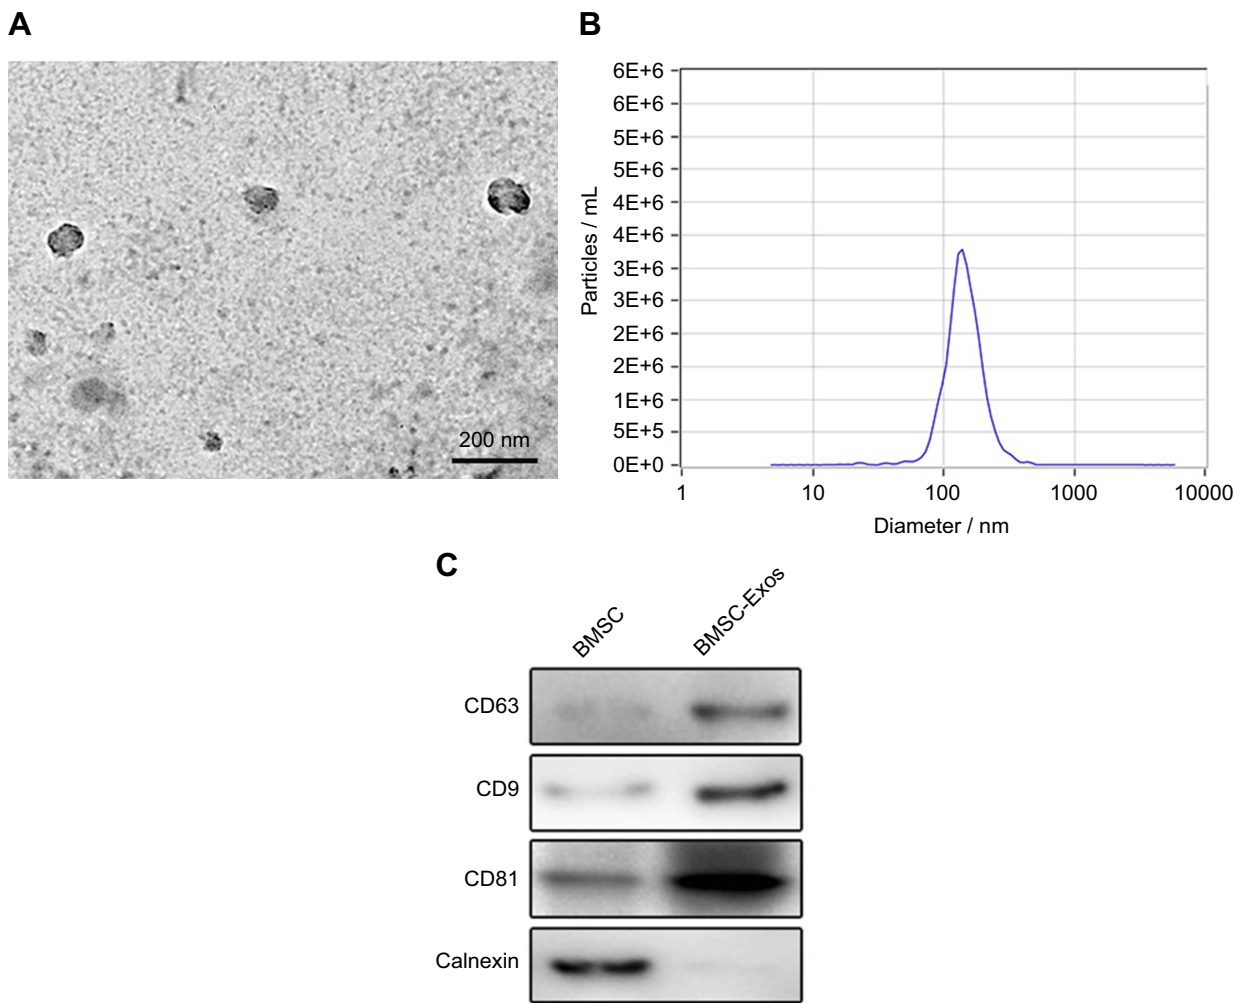 A
200 nm
B
6E+6
6E+6
5E+6
5E+6
4E+6
4E+6
3E+6
3E+6
2E+6
2E+6
1E+6
5E+5
0E+0
Particles / mL
1 10 100 1000 10000
Diameter / nm
C
BMSC BMSC-Exos
CD63
CD9
CD81
Calnexin